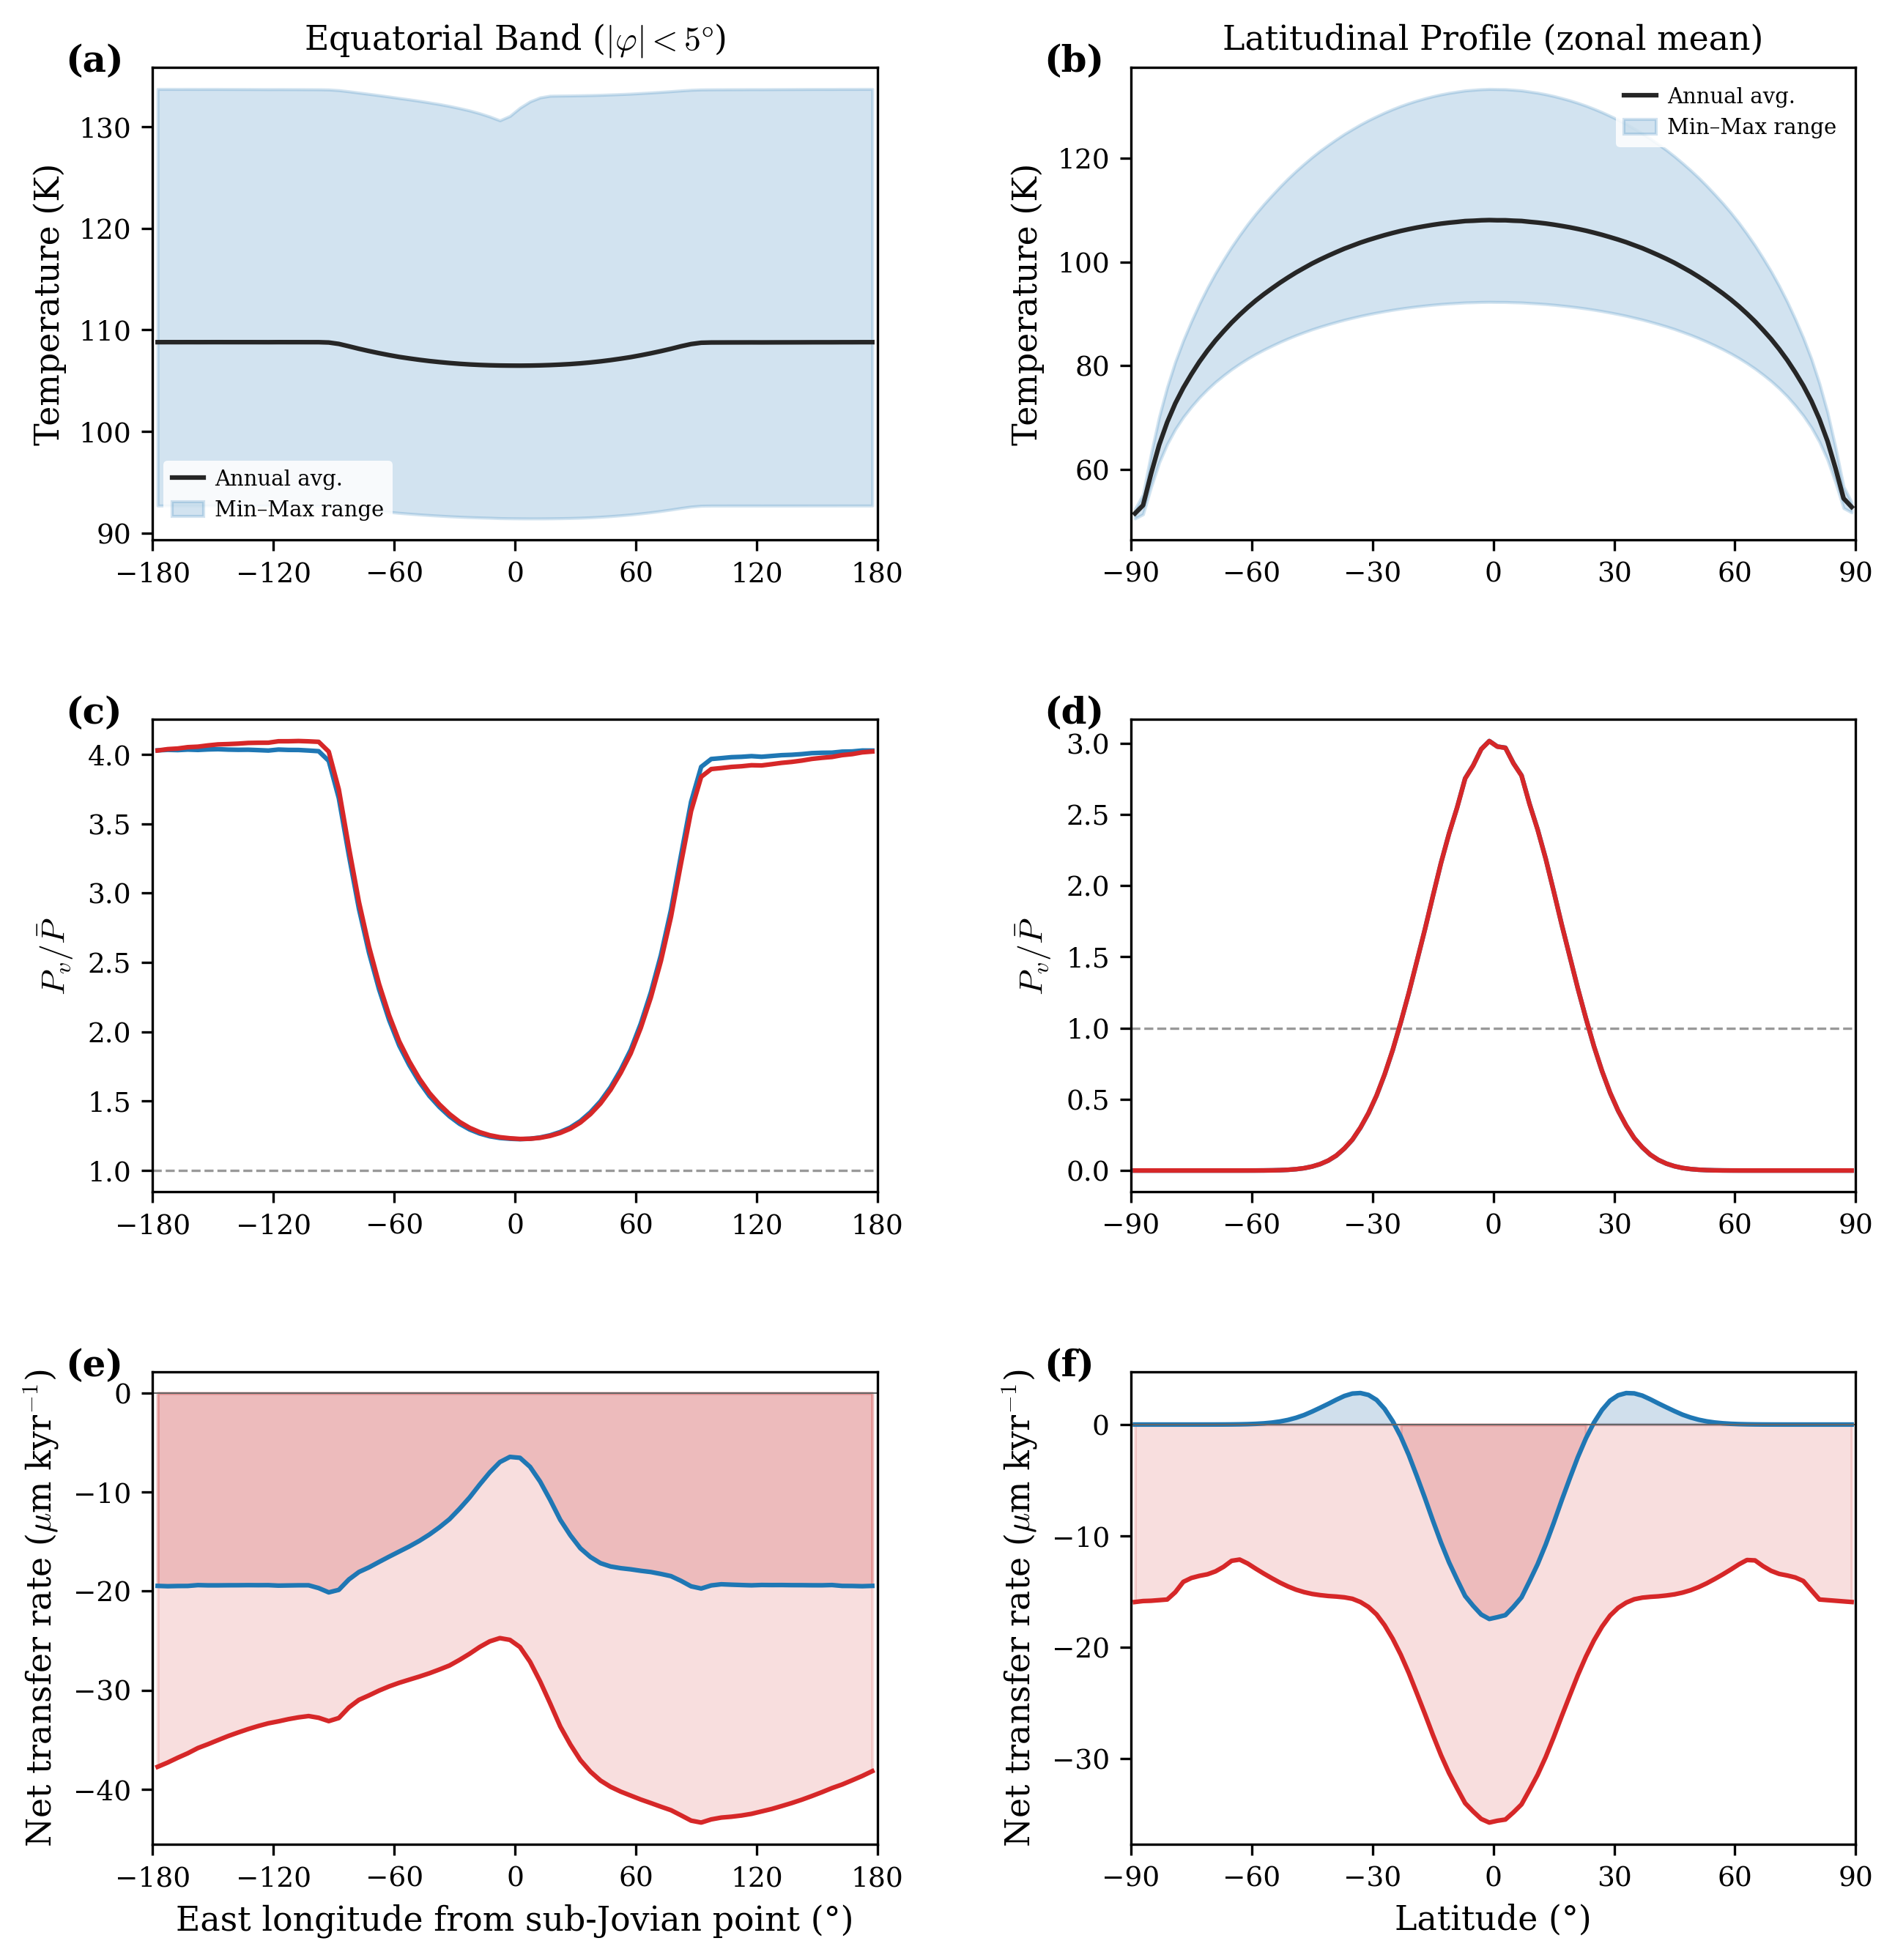 Equatorial Band (|φ| < 5°)
(a)
Temperature (K)
130
120
110
100
90
Annual avg.
Min–Max range
−180 −120 −60 0 60 120 180
Latitudinal Profile (zonal mean)
(b)
Temperature (K)
120
100
80
60
Annual avg.
Min–Max range
−90 −60 −30 0 30 60 90
(c)
P_v/P̄
4.0
3.5
3.0
2.5
2.0
1.5
1.0
−180 −120 −60 0 60 120 180
(d)
P_v/P̄
3.0
2.5
2.0
1.5
1.0
0.5
0.0
−90 −60 −30 0 30 60 90
(e)
Net transfer rate (μm kyr⁻¹)
0
−10
−20
−30
−40
−180 −120 −60 0 60 120 180
East longitude from sub-Jovian point (°)
(f)
Net transfer rate (μm kyr⁻¹)
0
−10
−20
−30
−90 −60 −30 0 30 60 90
Latitude (°)